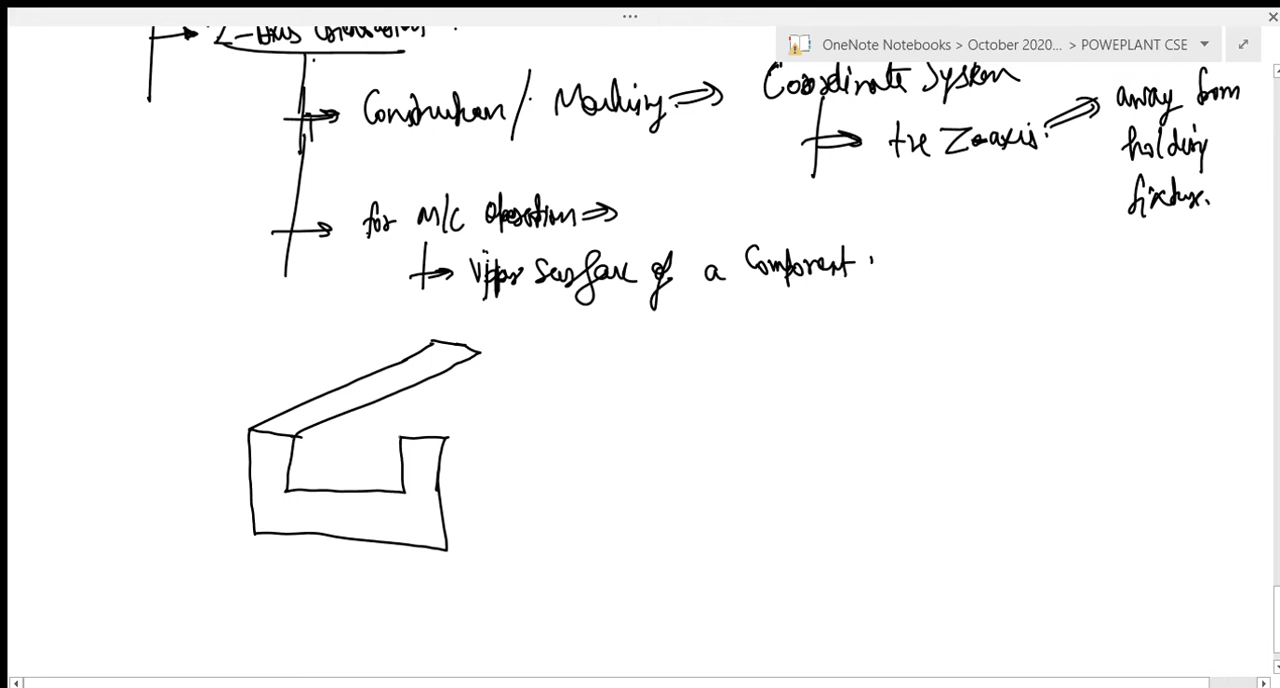 OneNote Notebooks > October 2020... > POWEPLANT CSE
Z-axis
Construction / Marking ⇒ Coordinate System
+ve Z-axis. ⇒ away from
holding
fixture.
for M/C operation ⇒
Upper Surface of a Component.